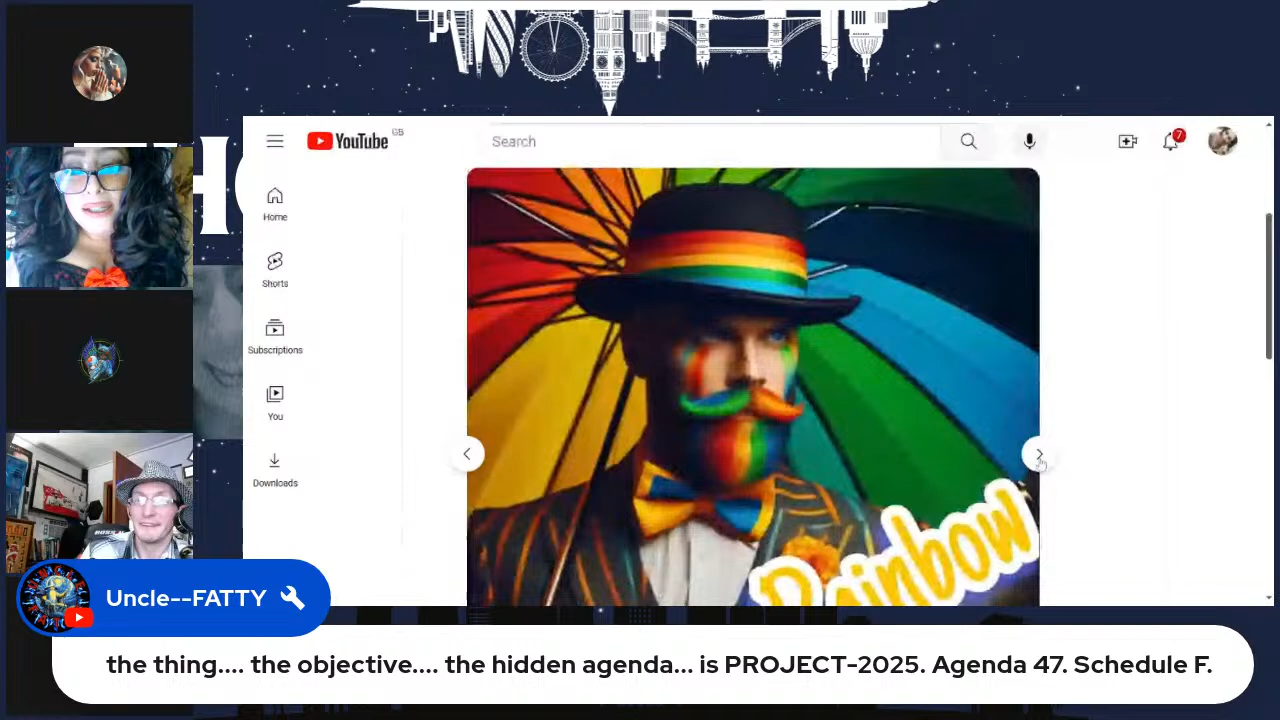 YouTube GB
Search
7
Home
Shorts
Subscriptions
You
Downloads
Rainbow
Uncle--FATTY
the thing.... the objective.... the hidden agenda... is PROJECT-2025. Agenda 47. Schedule F.